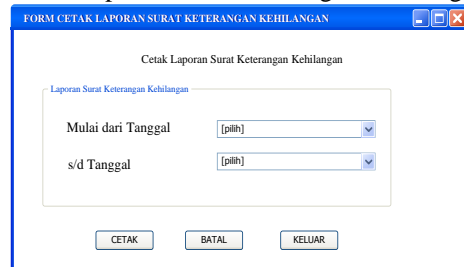 FORM CETAK LAPORAN SURAT KETERANGAN KEHILANGAN
Cetak Laporan Surat Keterangan Kehilangan
Laporan Surat Keterangan Kehilangan
Mulai dari Tanggal [pilih]
s/d Tanggal [pilih]
CETAK BATAL KELUAR